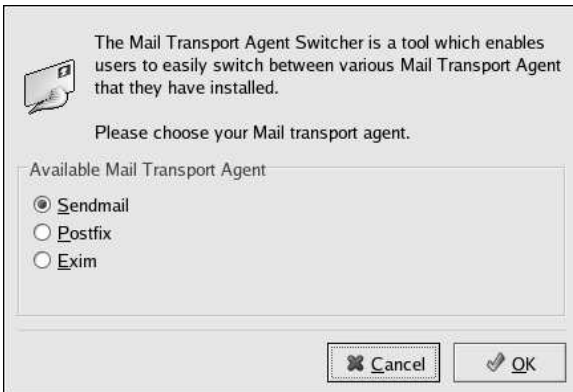 The Mail Transport Agent Switcher is a tool which enables
users to easily switch between various Mail Transport Agent
that they have installed.
Please choose your Mail transport agent.
Available Mail Transport Agent
Sendmail
Postfix
Exim
Cancel
OK